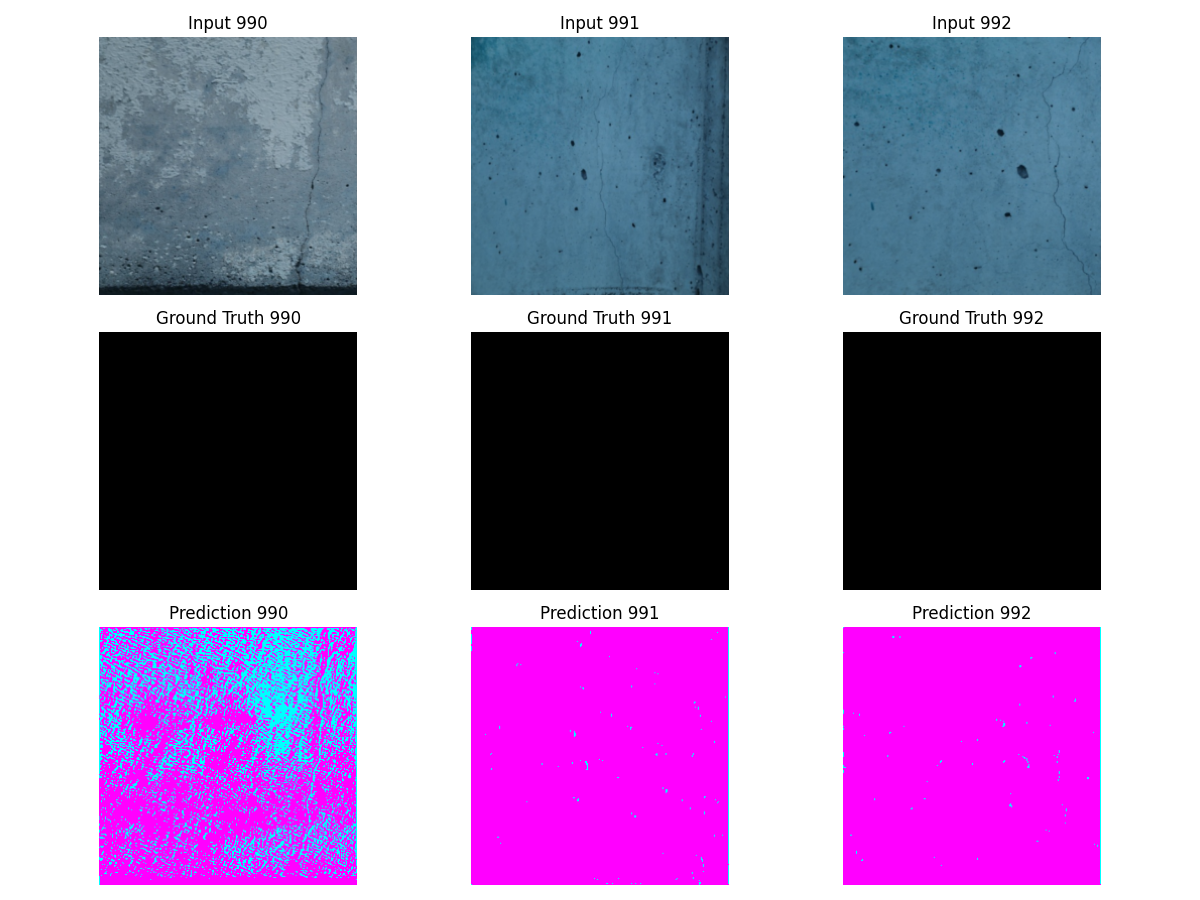 Input 990
Input 991
Input 992
Ground Truth 990
Ground Truth 991
Ground Truth 992
Prediction 990
Prediction 991
Prediction 992